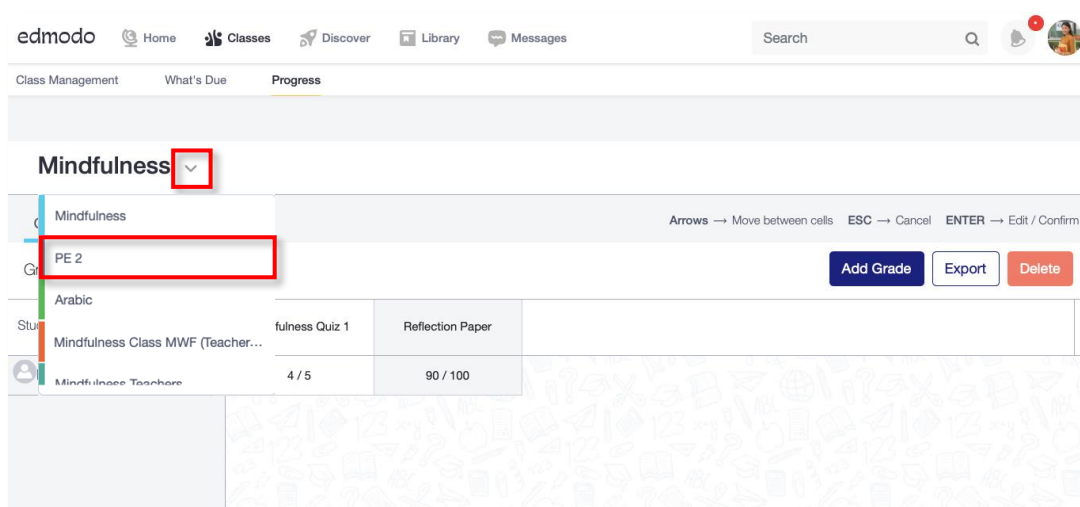 edmodo Home Classes Discover Library Messages Search
Class Management What's Due Progress
Mindfulness
Mindfulness
Arrows → Move between cells ESC → Cancel ENTER → Edit / Confirm
PE 2
Add Grade Export Delete
Arabic
fulness Quiz 1 Reflection Paper
Mindfulness Class MWF (Teacher...
Mindfulness Teachers
4 / 5 90 / 100